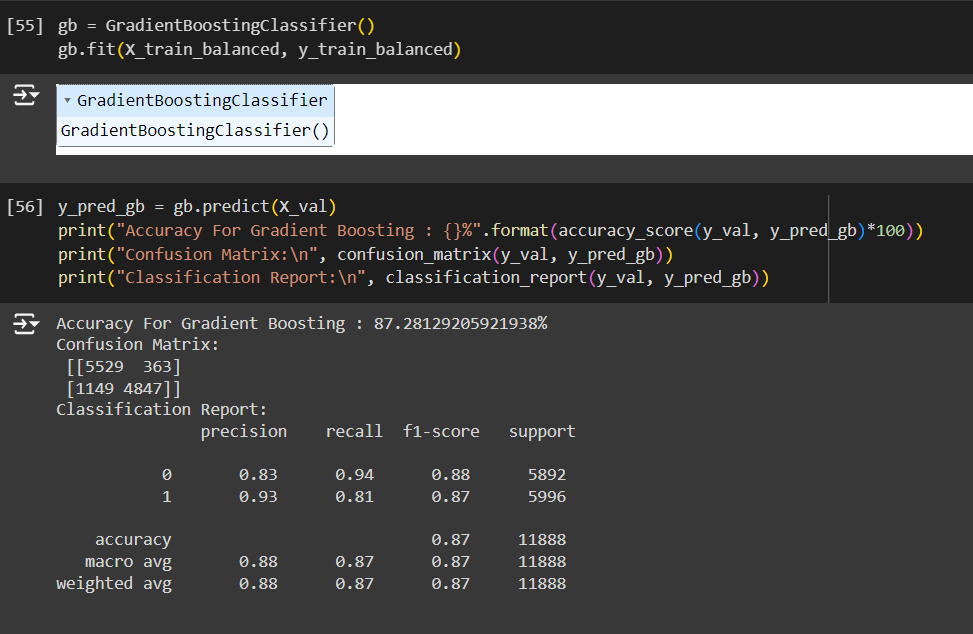 [55] gb = GradientBoostingClassifier()
gb.fit(X_train_balanced, y_train_balanced)
GradientBoostingClassifier
GradientBoostingClassifier()
[56] y_pred_gb = gb.predict(X_val)
print("Accuracy For Gradient Boosting : {}%".format(accuracy_score(y_val, y_pred_gb)*100))
print("Confusion Matrix:\n", confusion_matrix(y_val, y_pred_gb))
print("Classification Report:\n", classification_report(y_val, y_pred_gb))
Accuracy For Gradient Boosting : 87.28129205921938%
Confusion Matrix:
[[5529 363]
[1149 4847]]
Classification Report:
precision recall f1-score support
0 0.83 0.94 0.88 5892
1 0.93 0.81 0.87 5996
accuracy 0.87 11888
macro avg 0.88 0.87 0.87 11888
weighted avg 0.88 0.87 0.87 11888